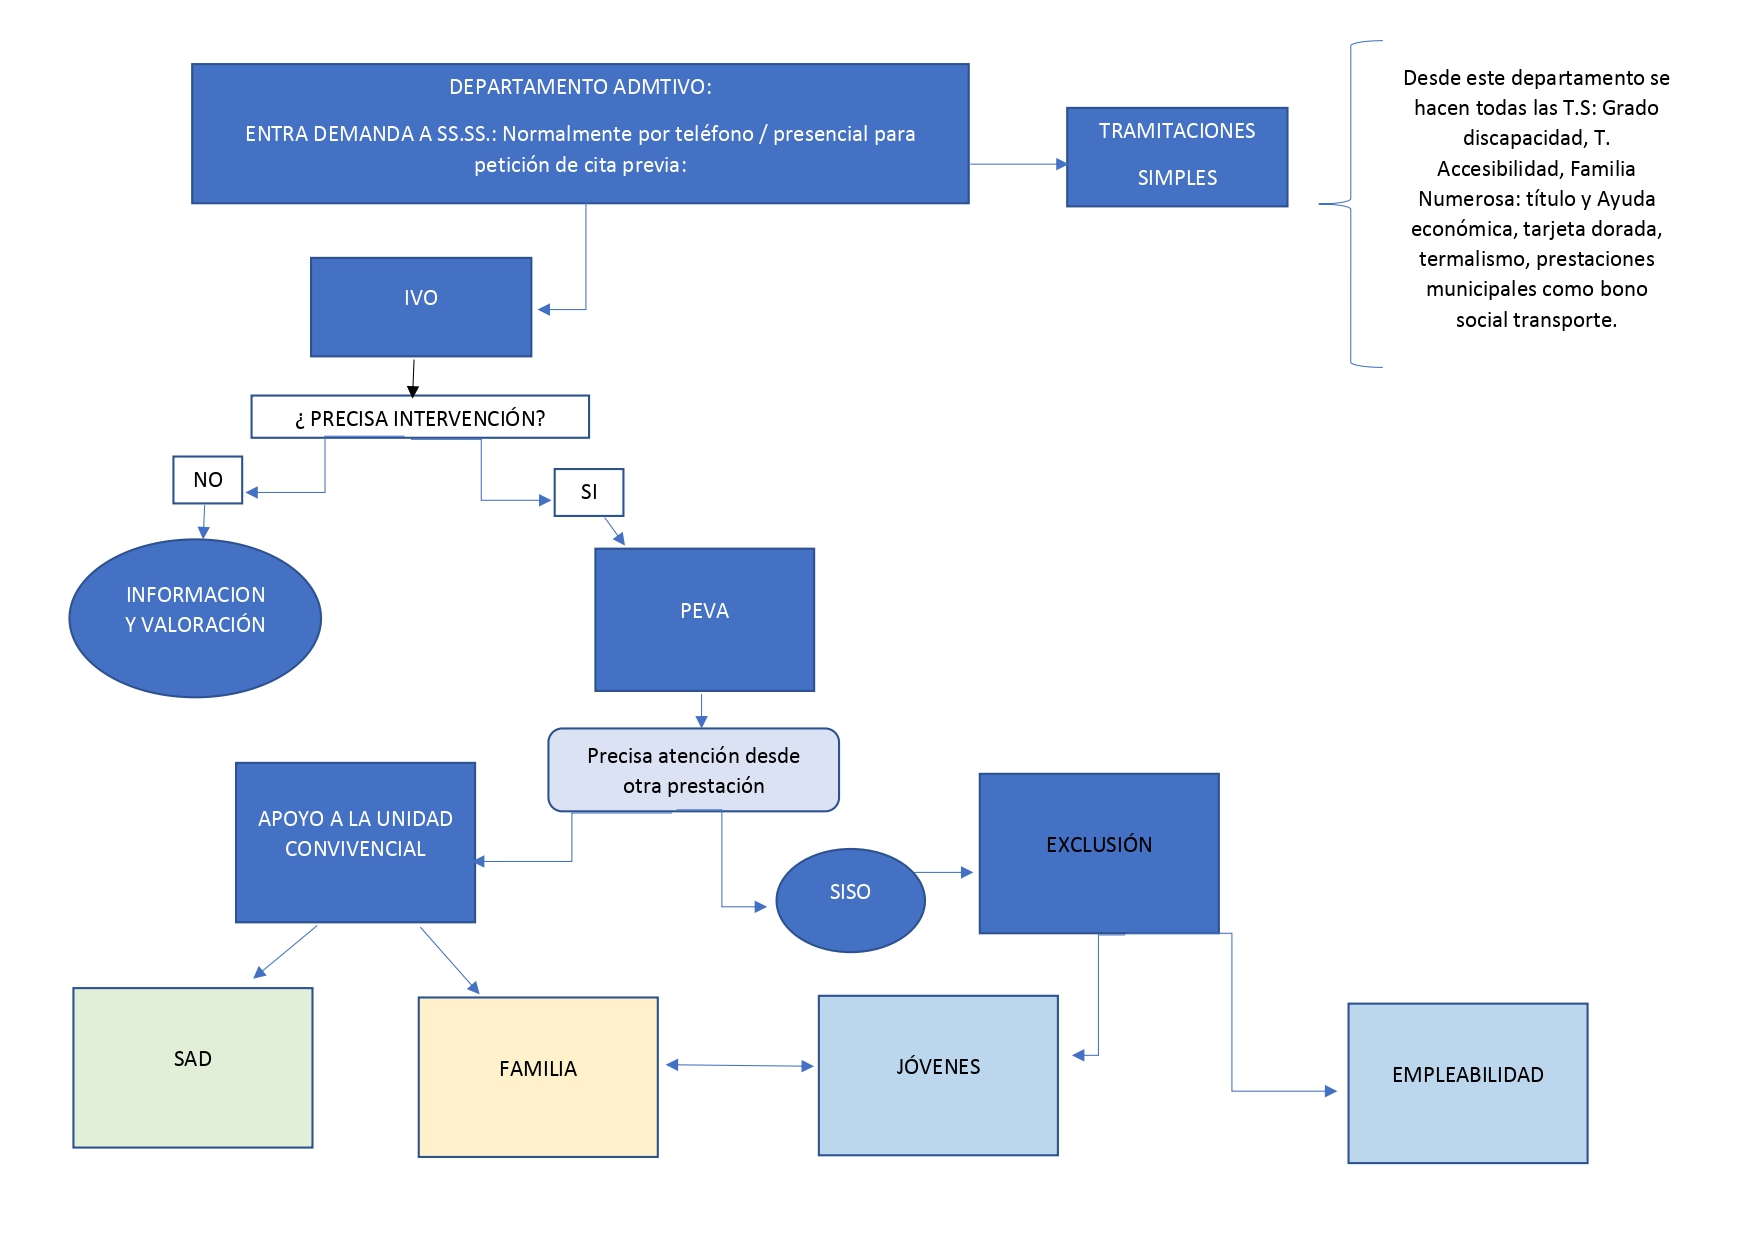 DEPARTAMENTO ADMTIVO:
ENTRA DEMANDA A SS.SS.: Normalmente por teléfono / presencial para
petición de cita previa:
TRAMITACIONES
SIMPLES
Desde este departamento se
hacen todas las T.S: Grado
discapacidad, T.
Accesibilidad, Familia
Numerosa: título y Ayuda
económica, tarjeta dorada,
termalismo, prestaciones
municipales como bono
social transporte.
IVO
¿ PRECISA INTERVENCIÓN?
NO
SI
INFORMACION
Y VALORACIÓN
PEVA
Precisa atención desde
otra prestación
APOYO A LA UNIDAD
CONVIVENCIAL
SISO
EXCLUSIÓN
SAD
FAMILIA
JÓVENES
EMPLEABILIDAD